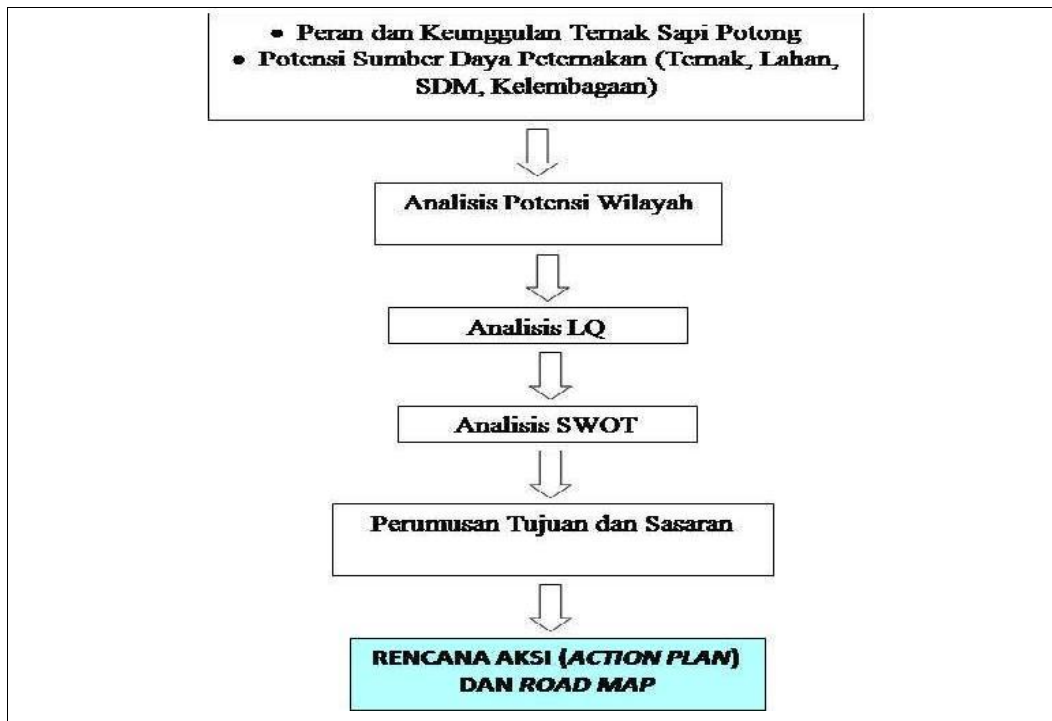 • Peran dan Keunggulan Ternak Sapi Potong
• Potensi Sumber Daya Peternakan (Ternak, Lahan,
SDM, Kelembagaan)
Analisis Potensi Wilayah
Analisis LQ
Analisis SWOT
Perumusan Tujuan dan Sasaran
RENCANA AKSI (ACTION PLAN)
DAN ROAD MAP